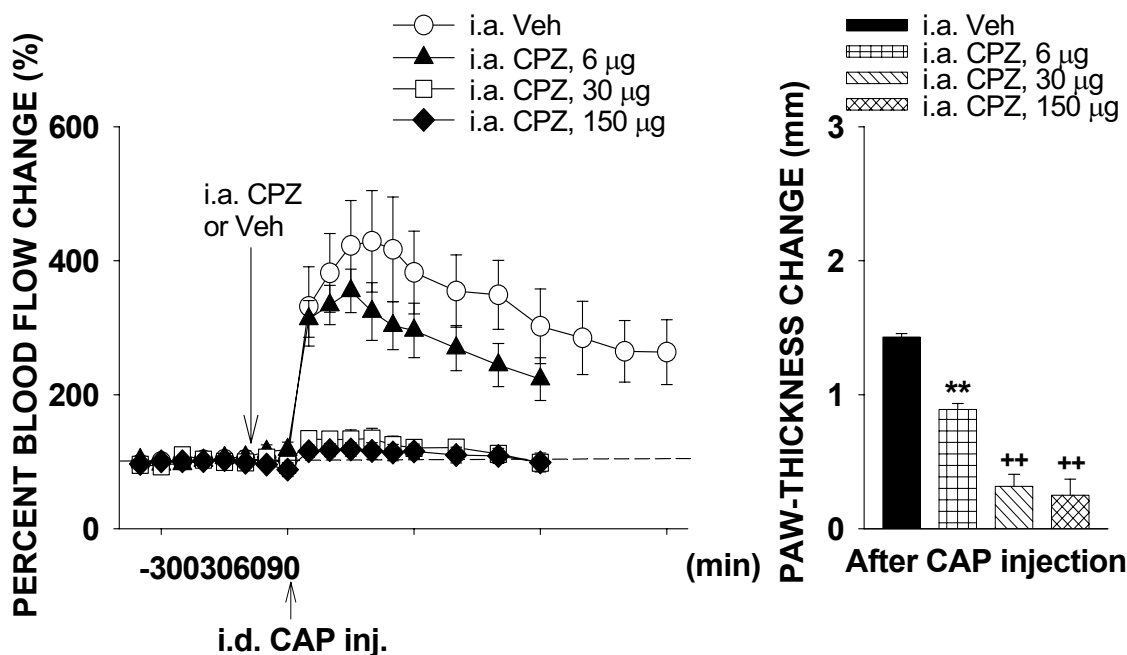 i.a. Veh
i.a. CPZ, 6 μg
i.a. CPZ, 30 μg
i.a. CPZ, 150 μg
PERCENT BLOOD FLOW CHANGE (%)
600
400
200
0
i.a. CPZ
or Veh
-300306090
(min)
i.d. CAP inj.
i.a. Veh
i.a. CPZ, 6 μg
i.a. CPZ, 30 μg
i.a. CPZ, 150 μg
PAW-THICKNESS CHANGE (mm)
3
2
1
0
**
++
++
After CAP injection